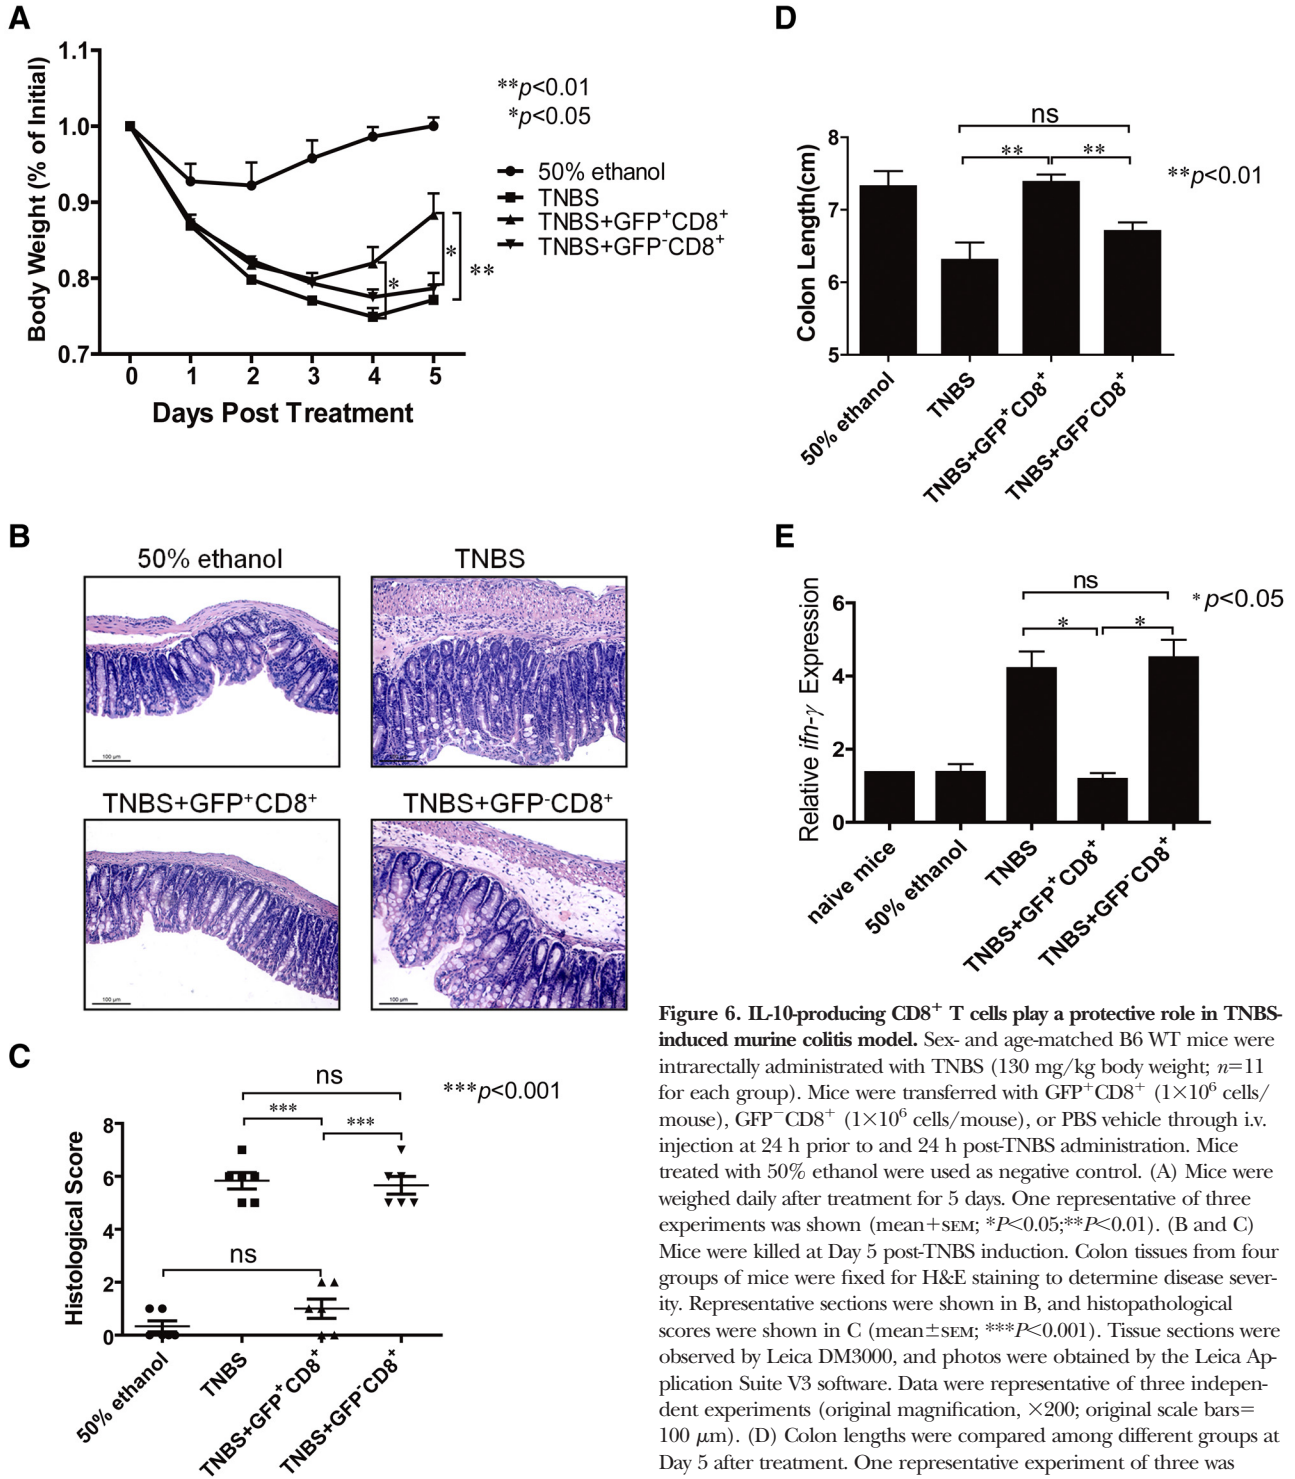 A
1.1
1.0
0.9
0.8
0.7
Body Weight (% of Initial)
0 1 2 3 4 5
Days Post Treatment
**p<0.01
*p<0.05
50% ethanol
TNBS
TNBS+GFP⁺CD8⁺
TNBS+GFP⁻CD8⁺
*
*
**
B
50% ethanol
TNBS
100 µm
TNBS+GFP⁺CD8⁺
TNBS+GFP⁻CD8⁺
100 µm
100 µm
C
Histological Score
8
6
4
2
0
ns
***
***
ns
***p<0.001
50% ethanol
TNBS
TNBS+GFP⁺CD8⁺
TNBS+GFP⁻CD8⁺
D
Colon Length(cm)
8
7
6
5
ns
**
**
**p<0.01
50% ethanol
TNBS
TNBS+GFP⁺CD8⁺
TNBS+GFP⁻CD8⁺
E
Relative ifn-γ Expression
6
4
2
0
ns
*
*
*p<0.05
naive mice
50% ethanol
TNBS
TNBS+GFP⁺CD8⁺
TNBS+GFP⁻CD8⁺
Figure 6. IL-10-producing CD8⁺ T cells play a protective role in TNBS-
induced murine colitis model. Sex- and age-matched B6 WT mice were
intrarectally administrated with TNBS (130 mg/kg body weight; n=11
for each group). Mice were transferred with GFP⁺CD8⁺ (1×10⁶ cells/
mouse), GFP⁻CD8⁺ (1×10⁶ cells/mouse), or PBS vehicle through i.v.
injection at 24 h prior to and 24 h post-TNBS administration. Mice
treated with 50% ethanol were used as negative control. (A) Mice were
weighed daily after treatment for 5 days. One representative of three
experiments was shown (mean+SEM; *P<0.05;**P<0.01). (B and C)
Mice were killed at Day 5 post-TNBS induction. Colon tissues from four
groups of mice were fixed for H&E staining to determine disease sever-
ity. Representative sections were shown in B, and histopathological
scores were shown in C (mean±SEM; ***P<0.001). Tissue sections were
observed by Leica DM3000, and photos were obtained by the Leica Ap-
plication Suite V3 software. Data were representative of three indepen-
dent experiments (original magnification, ×200; original scale bars=
100 µm). (D) Colon lengths were compared among different groups at
Day 5 after treatment. One representative experiment of three was